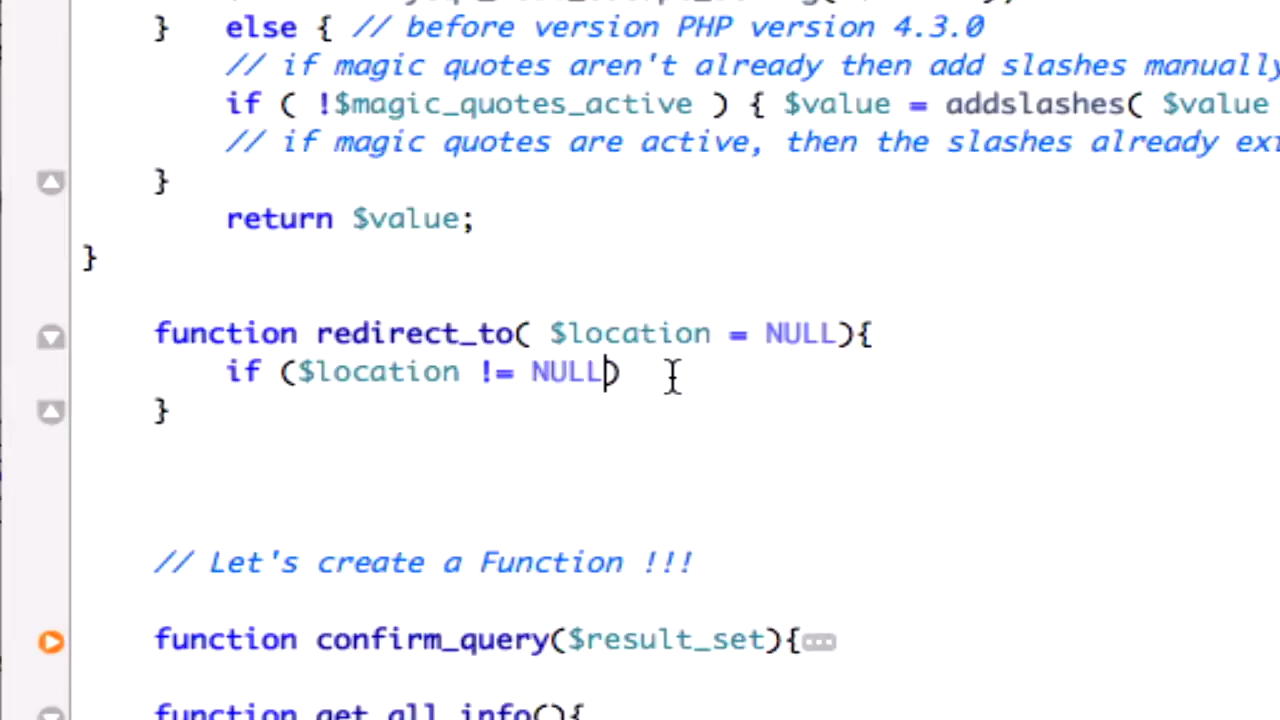 } else { // before version PHP version 4.3.0
// if magic quotes aren't already then add slashes manually
if ( !$magic_quotes_active ) { $value = addslashes( $value
// if magic quotes are active, then the slashes already
}
return $value;
}
function redirect_to( $location = NULL){
if ($location != NULL)
}
// Let's create a Function !!!
function confirm_query($result_set){
function get_all_info(){